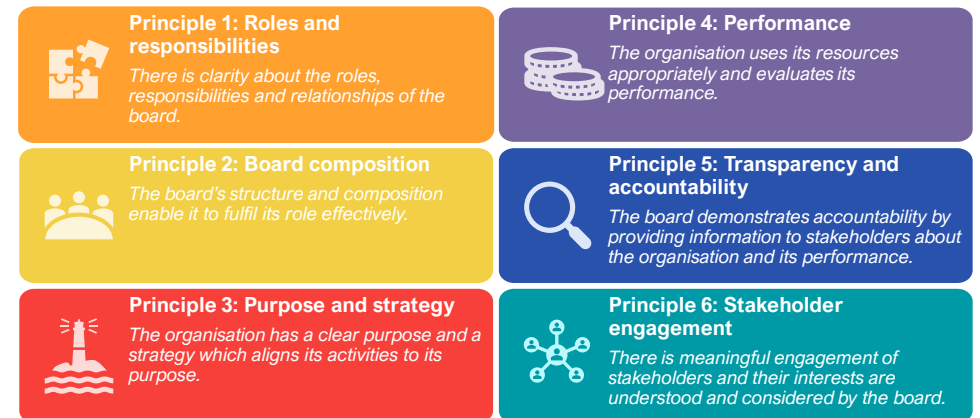 Principle 1: Roles and
responsibilities
There is clarity about the roles,
responsibilities and relationships of the
board.
Principle 2: Board composition
The board's structure and composition
enable it to fulfil its role effectively.
Principle 3: Purpose and strategy
The organisation has a clear purpose and a
strategy which aligns its activities to its
purpose.
Principle 4: Performance
The organisation uses its resources
appropriately and evaluates its
performance.
Principle 5: Transparency and
accountability
The board demonstrates accountability by
providing information to stakeholders about
the organisation and its performance.
Principle 6: Stakeholder
engagement
There is meaningful engagement of
stakeholders and their interests are
understood and considered by the board.